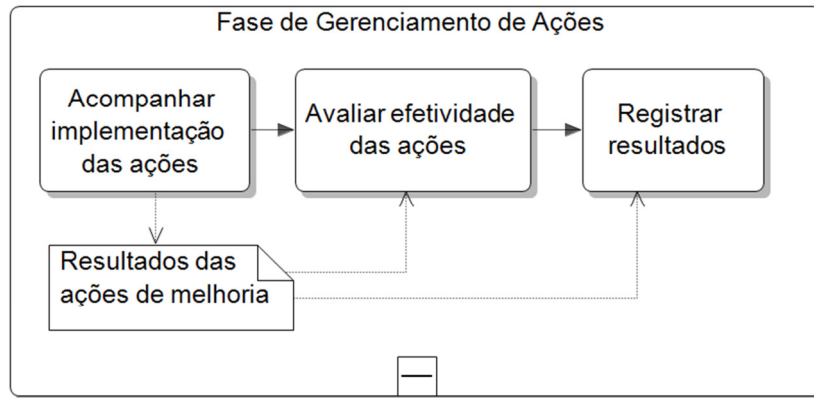 Fase de Gerenciamento de Ações
Acompanhar
implementação
das ações
Avaliar efetividade
das ações
Registrar
resultados
Resultados das
ações de melhoria